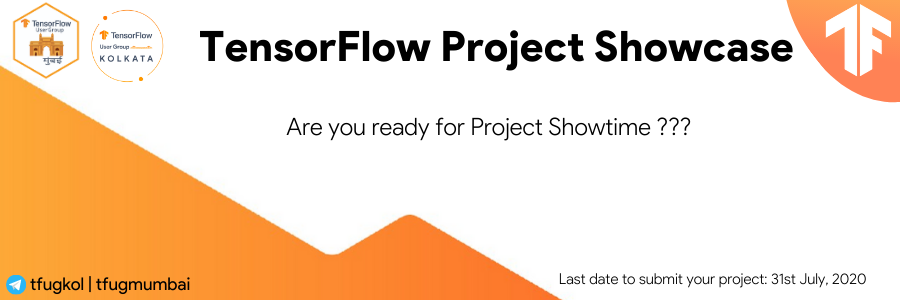 TensorFlow
User Group
मुंबई
TensorFlow
User Group
KOLKATA
TensorFlow Project Showcase
Are you ready for Project Showtime ???
tfugkol | tfugmumbai
Last date to submit your project: 31st July, 2020